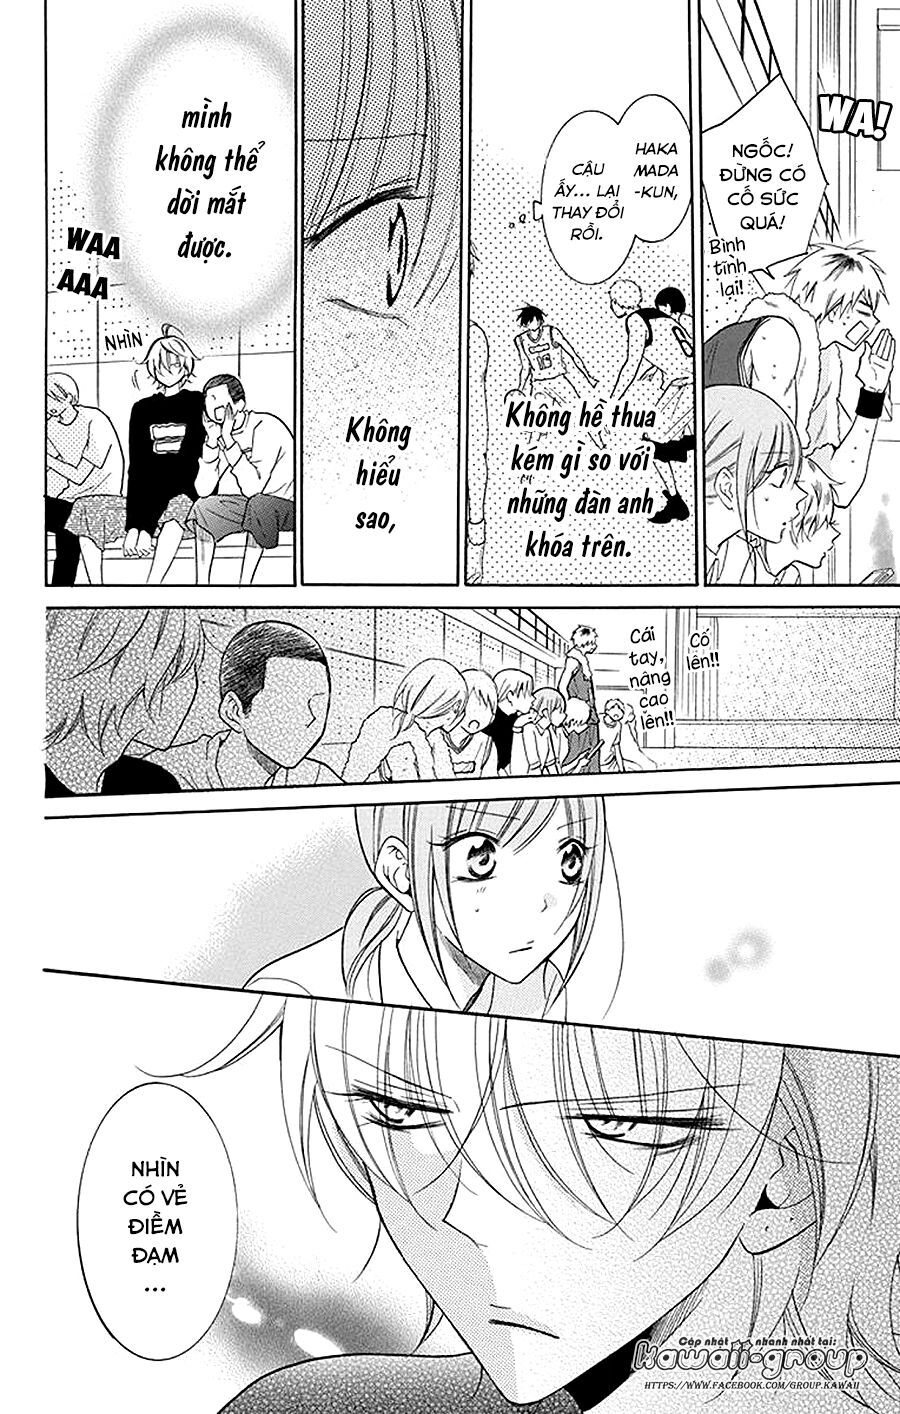 WA!
NGỐC!
ĐỪNG CÓ
CỐ SỨC
QUÁ!
Bình
tĩnh
lại!
HAKA
MADA
-KUN,
CẬU
ẤY... LẠI
THAY ĐỔI
RỒI.
Không hề thua
kém gì so với
những đàn anh
khóa trên.
Không
hiểu
sao,
mình
không thể
dời mắt
được.
WAA
AAA
NHÌN
Cố
lên!!
Cái
tay,
nâng
cao
lên!!
NHÌN
CÓ VẺ
ĐIỀM
ĐẠM
...
Cập nhật nhanh nhất tại:
kawaii-group
HTTPS://WWW.FACEBOOK.COM/GROUP.KAWAII